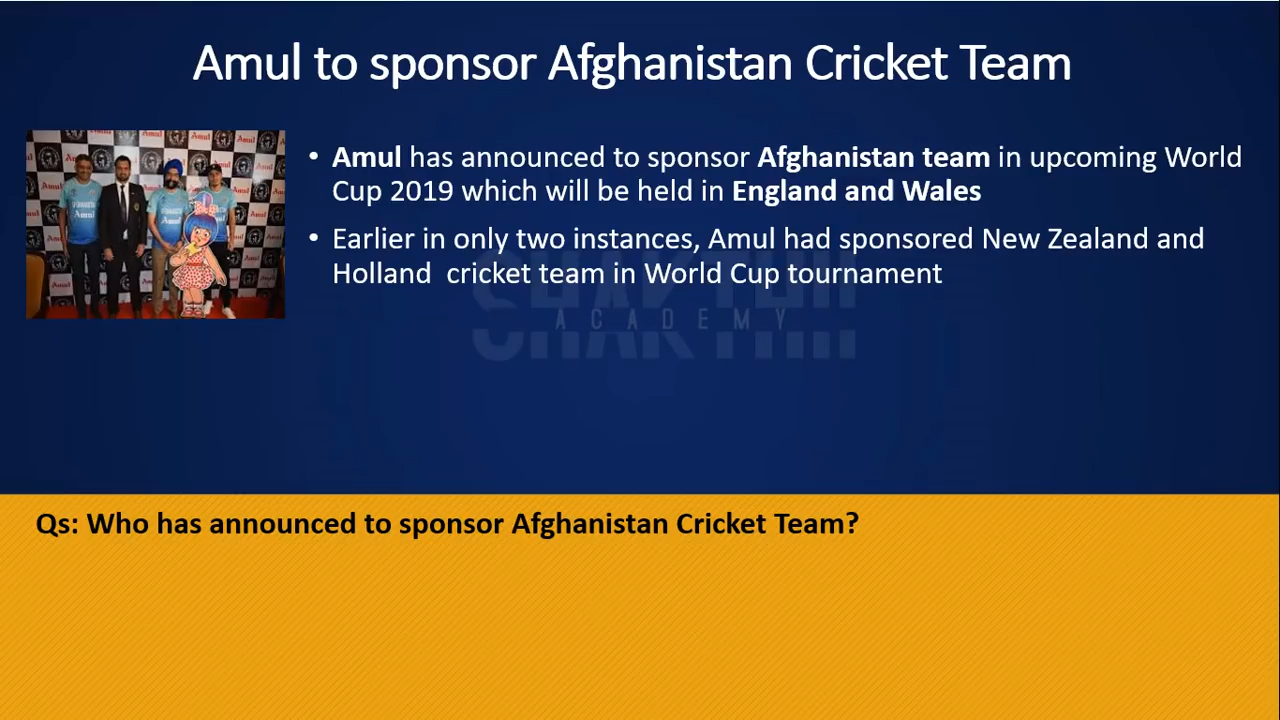 Amul to sponsor Afghanistan Cricket Team
• Amul has announced to sponsor Afghanistan team in upcoming World
Cup 2019 which will be held in England and Wales
• Earlier in only two instances, Amul had sponsored New Zealand and
Holland cricket team in World Cup tournament
SHAKTHII
ACADEMY
Qs: Who has announced to sponsor Afghanistan Cricket Team?